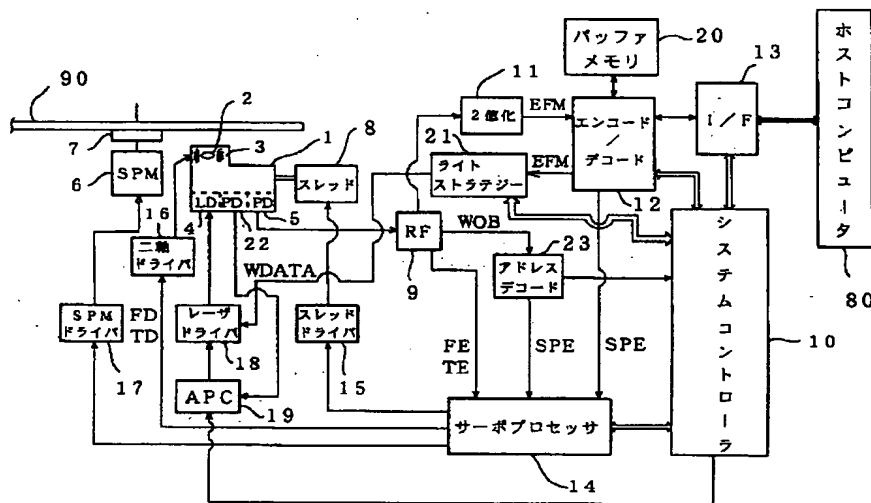 90
2
3
1
8
7
6
SPM
16
二軸
ドライバ
LD
PD
PD
4
22
5
スレッド
11
2値化
EFM
バッファ
メモリ
20
13
I/F
エンコード
/
デコード
12
21
ライト
ストラテジー
EFM
RF
9
WOB
23
アドレス
デコード
WDATA
SPM
ドライバ
17
FD
TD
レーザ
ドライバ
18
スレッド
ドライバ
15
APC
19
FE
TE
SPE
SPE
サーボプロセッサ
14
システムコントローラ
10
ホストコンピュータ
80